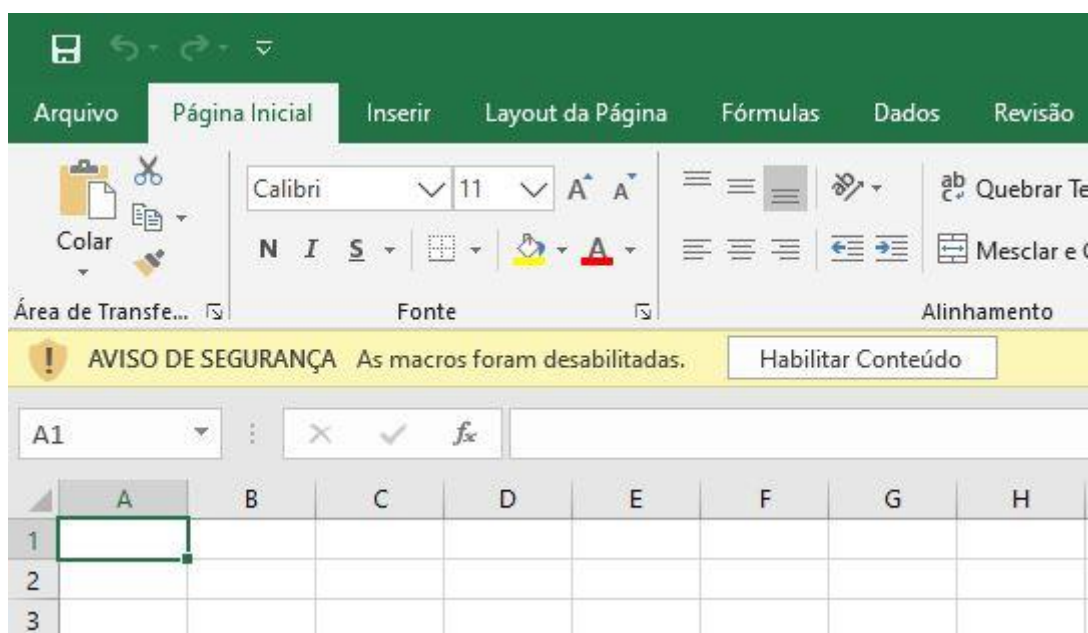 Arquivo Página Inicial Inserir Layout da Página Fórmulas Dados Revisão
Colar
Calibri 11
N I S
ab Quebrar Te
Mesclar e
Área de Transfe... Fonte Alinhamento
AVISO DE SEGURANÇA As macros foram desabilitadas. Habilitar Conteúdo
A1 fx
A B C D E F G H
1
2
3